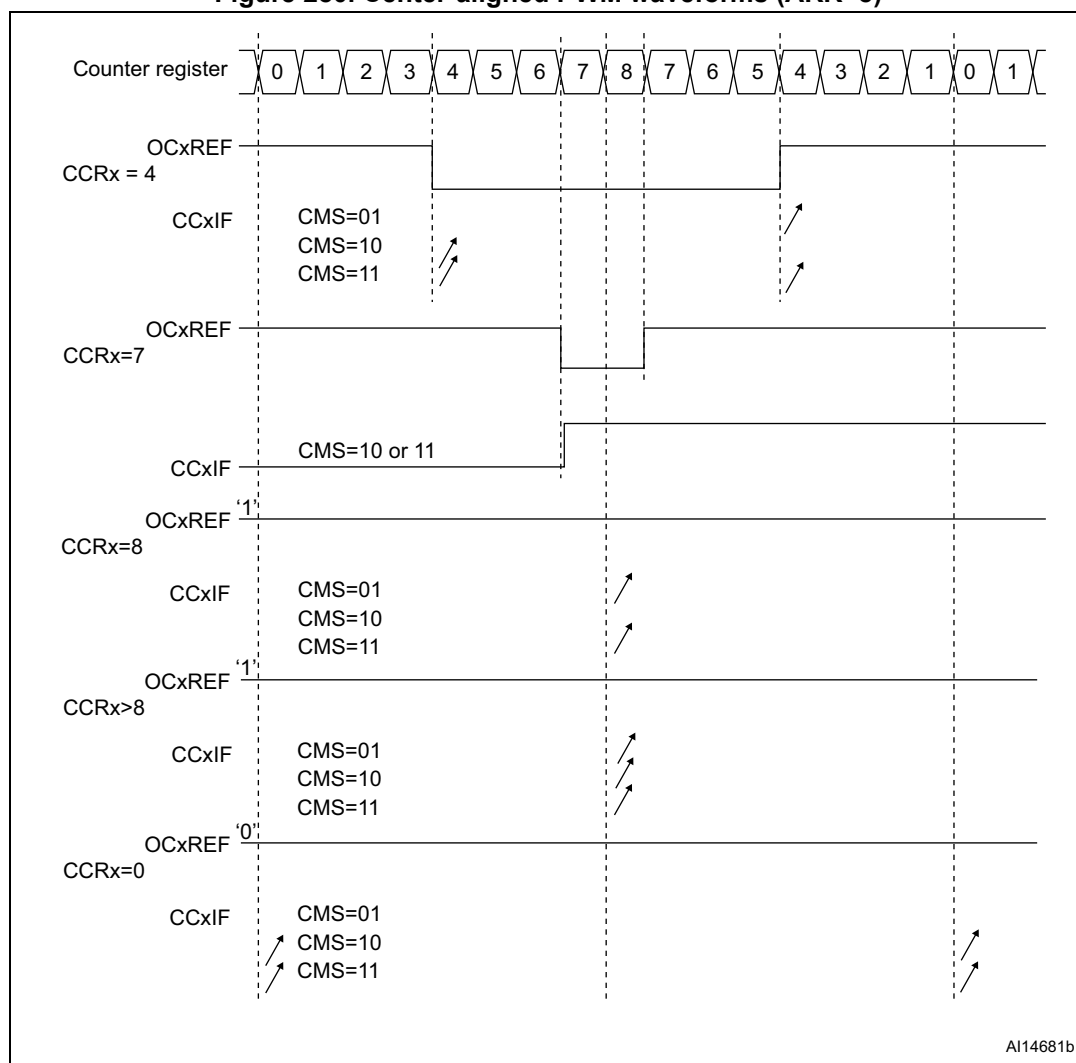 Counter register 0 1 2 3 4 5 6 7 8 7 6 5 4 3 2 1 0 1
OCxREF
CCRx = 4
CCxIF
CMS=01
CMS=10
CMS=11
OCxREF
CCRx=7
CMS=10 or 11
CCxIF
OCxREF '1'
CCRx=8
CCxIF
CMS=01
CMS=10
CMS=11
OCxREF '1'
CCRx>8
CCxIF
CMS=01
CMS=10
CMS=11
OCxREF '0'
CCRx=0
CCxIF
CMS=01
CMS=10
CMS=11
AI14681b